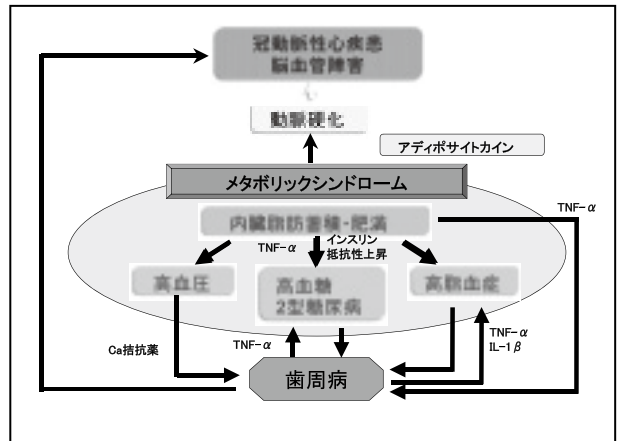 冠動脈性心疾患
脳血管障害
動脈硬化
アディポサイトカイン
メタボリックシンドローム
TNF-α
内臓脂肪蓄積・肥満
TNF-α
インスリン
抵抗性上昇
高血圧
高血糖
2型糖尿病
高脂血症
Ca拮抗薬
TNF-α
TNF-α
IL-1β
歯周病